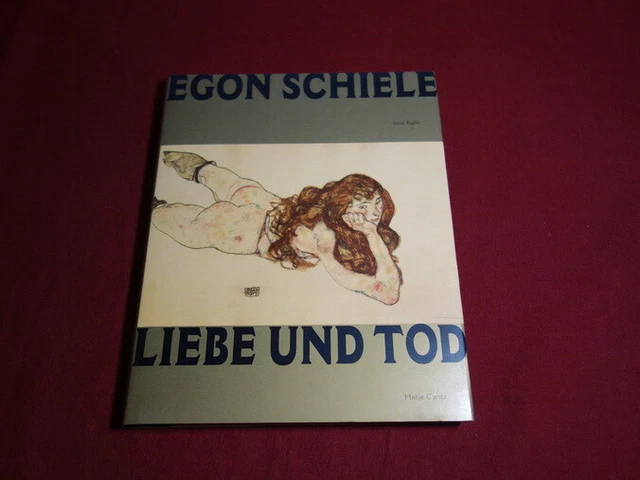 EGON SCHIELE
Jane Kallir
LIEBE UND TOD
Hatje Cantz